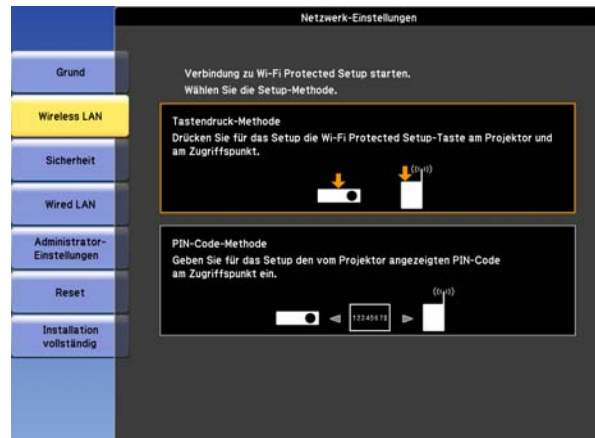 Netzwerk-Einstellungen
Grund
Wireless LAN
Sicherheit
Wired LAN
Administrator-
Einstellungen
Reset
Installation
vollständig
Verbindung zu Wi-Fi Protected Setup starten.
Wählen Sie die Setup-Methode.
Tastendruck-Methode
Drücken Sie für das Setup die Wi-Fi Protected Setup-Taste am Projektor und
am Zugriffspunkt.
PIN-Code-Methode
Geben Sie für das Setup den vom Projektor angezeigten PIN-Code
am Zugriffspunkt ein.
12345678